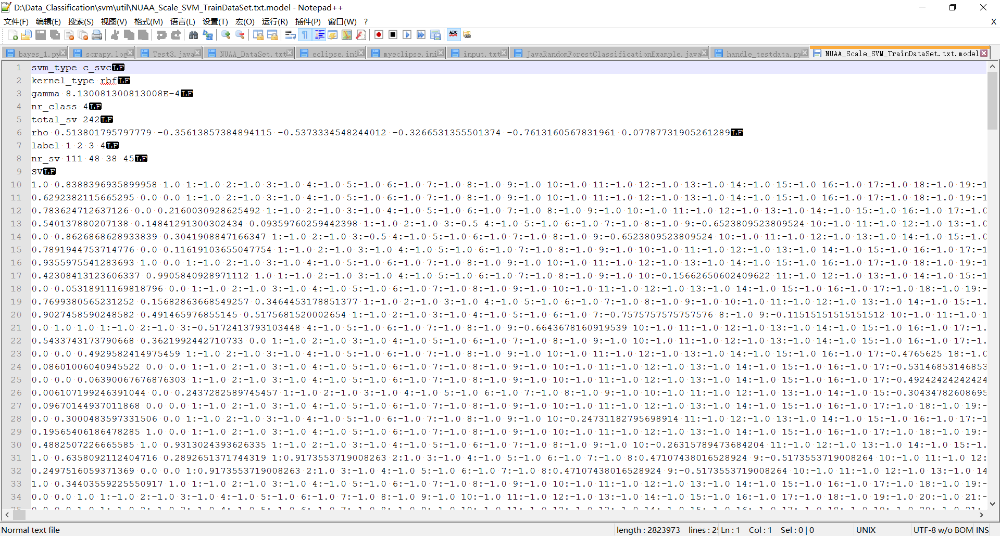 D:\Data_Classification\svm\util\NUAA_Scale_SVM_TrainDataSet.txt.model - Notepad++
文件(F) 编辑(E) 搜索(S) 视图(V) 格式(M) 语言(L) 设置(T) 宏(O) 运行(R) 插件(P) 窗口(W) ? X
bayes_1.py scrapy.log Test3.java NUAA_DataSet.txt eclipse.ini myeclipse.ini input.txt JavaRandomForestClassificationExample.java handle_testdata.py NUAA_Scale_SVM_TrainDataSet.txt.model
1 svm_type c_svcLF
2 kernel_type rbfLF
3 gamma 8.130081300813008E-4LF
4 nr_class 4LF
5 total_sv 242LF
6 rho 0.513801795797779 -0.35613857384894115 -0.5373334548244012 -0.3266531355501374 -0.7613160567831961 0.07787731905261289LF
7 label 1 2 3 4LF
8 nr_sv 111 48 38 45LF
9 SVLF
10 1.0 0.8388396935899958 1.0 1:-1.0 2:-1.0 3:-1.0 4:-1.0 5:-1.0 6:-1.0 7:-1.0 8:-1.0 9:-1.0 10:-1.0 11:-1.0 12:-1.0 13:-1.0 14:-1.0 15:-1.0 16:-1.0 17:-1.0 18:-1.0 19:-1
11 0.6292382115665295 0.0 0.0 1:-1.0 2:-1.0 3:-1.0 4:-1.0 5:-1.0 6:-1.0 7:-1.0 8:-1.0 9:-1.0 10:-1.0 11:-1.0 12:-1.0 13:-1.0 14:-1.0 15:-1.0 16:-1.0 17:-1.0 18:-1.0 19:-1
12 0.783624712637126 0.0 0.2160030928625492 1:-1.0 2:-1.0 3:-1.0 4:-1.0 5:-1.0 6:-1.0 7:-1.0 8:-1.0 9:-1.0 10:-1.0 11:-1.0 12:-1.0 13:-1.0 14:-1.0 15:-1.0 16:-1.0 17:-1.0
13 0.540137880207138 0.14841291300302434 0.09359760259442398 1:-1.0 2:-1.0 3:-0.5 4:-1.0 5:-1.0 6:-1.0 7:-1.0 8:-1.0 9:-0.6523809523809524 10:-1.0 11:-1.0 12:-1.0 13:-1.0
14 0.0 0.8626868628933839 0.3041908847166347 1:-1.0 2:-1.0 3:-0.5 4:-1.0 5:-1.0 6:-1.0 7:-1.0 8:-1.0 9:-0.6523809523809524 10:-1.0 11:-1.0 12:-1.0 13:-1.0 14:-1.0 15:-1.0
15 0.7891944753714776 0.0 0.11619103655047754 1:-1.0 2:-1.0 3:-1.0 4:-1.0 5:-1.0 6:-1.0 7:-1.0 8:-1.0 9:-1.0 10:-1.0 11:-1.0 12:-1.0 13:-1.0 14:-1.0 15:-1.0 16:-1.0
16 0.9355975541283693 1.0 0.0 1:-1.0 2:-1.0 3:-1.0 4:-1.0 5:-1.0 6:-1.0 7:-1.0 8:-1.0 9:-1.0 10:-1.0 11:-1.0 12:-1.0 13:-1.0 14:-1.0 15:-1.0 16:-1.0 17:-1.0 18:-1.0 19:-1
17 0.42308413123606337 0.9905840928971112 1.0 1:-1.0 2:-1.0 3:-1.0 4:-1.0 5:-1.0 6:-1.0 7:-1.0 8:-1.0 9:-1.0 10:-0.15662650602409622 11:-1.0 12:-1.0 13:-1.0 14:-1.0 15:-1
18 0.0 0.05318911169818796 0.0 1:-1.0 2:-1.0 3:-1.0 4:-1.0 5:-1.0 6:-1.0 7:-1.0 8:-1.0 9:-1.0 10:-1.0 11:-1.0 12:-1.0 13:-1.0 14:-1.0 15:-1.0 16:-1.0 17:-1.0 18:-1.0 19:-
19 0.7699380565231252 0.15682863668549257 0.3464453178851377 1:-1.0 2:-1.0 3:-1.0 4:-1.0 5:-1.0 6:-1.0 7:-1.0 8:-1.0 9:-1.0 10:-1.0 11:-1.0 12:-1.0 13:-1.0 14:-1.0 15:-1.
20 0.9027458590248582 0.491465976855145 0.5175681520002654 1:-1.0 2:-1.0 3:-1.0 4:-1.0 5:-1.0 6:-1.0 7:-0.7575757575757576 8:-1.0 9:-0.11515151515151512 10:-1.0 11:-1.0 1
21 0.0 1.0 1.0 1:-1.0 2:-1.0 3:-0.5172413793103448 4:-1.0 5:-1.0 6:-1.0 7:-1.0 8:-1.0 9:-0.6643678160919539 10:-1.0 11:-1.0 12:-1.0 13:-1.0 14:-1.0 15:-1.0 16:-1.0 17:-1.
22 0.5433743173790668 0.3621992442710733 0.0 1:-1.0 2:-1.0 3:-1.0 4:-1.0 5:-1.0 6:-1.0 7:-1.0 8:-1.0 9:-1.0 10:-1.0 11:-1.0 12:-1.0 13:-1.0 14:-1.0 15:-1.0 16:-1.0 17:-1.
23 0.0 0.0 0.4929582414975459 1:-1.0 2:-1.0 3:-1.0 4:-1.0 5:-1.0 6:-1.0 7:-1.0 8:-1.0 9:-1.0 10:-1.0 11:-1.0 12:-1.0 13:-1.0 14:-1.0 15:-1.0 16:-1.0 17:-0.4765625 18:-1.0
24 0.08601006040945522 0.0 0.0 1:-1.0 2:-1.0 3:-1.0 4:-1.0 5:-1.0 6:-1.0 7:-1.0 8:-1.0 9:-1.0 10:-1.0 11:-1.0 12:-1.0 13:-1.0 14:-1.0 15:-1.0 16:-1.0 17:-0.53146853146853
25 0.0 0.0 0.06390067676876303 1:-1.0 2:-1.0 3:-1.0 4:-1.0 5:-1.0 6:-1.0 7:-1.0 8:-1.0 9:-1.0 10:-1.0 11:-1.0 12:-1.0 13:-1.0 14:-1.0 15:-1.0 16:-1.0 17:-0.4924242424242424
26 0.006107199246391044 0.0 0.2437282589745457 1:-1.0 2:-1.0 3:-1.0 4:-1.0 5:-1.0 6:-1.0 7:-1.0 8:-1.0 9:-1.0 10:-1.0 11:-1.0 12:-1.0 13:-1.0 14:-1.0 15:-0.30434782608695
27 0.09670144937011868 0.0 0.0 1:-1.0 2:-1.0 3:-1.0 4:-1.0 5:-1.0 6:-1.0 7:-1.0 8:-1.0 9:-1.0 10:-1.0 11:-1.0 12:-1.0 13:-1.0 14:-1.0 15:-1.0 16:-1.0 17:-1.0 18:-1.0 19:-
28 0.0 0.3000483597331506 0.0 1:-1.0 2:-1.0 3:-1.0 4:-1.0 5:-1.0 6:-1.0 7:-1.0 8:-1.0 9:-1.0 10:-0.24731182795698914 11:-1.0 12:-1.0 13:-1.0 14:-1.0 15:-1.0 16:-1.0 17:-1
29 0.19565406186478285 1.0 0.0 1:-1.0 2:-1.0 3:-1.0 4:-1.0 5:-1.0 6:-1.0 7:-1.0 8:-1.0 9:-1.0 10:-1.0 11:-1.0 12:-1.0 13:-1.0 14:-1.0 15:-1.0 16:-1.0 17:-1.0 18:-1.0 19:-
30 0.4882507226665585 1.0 0.9313024393626335 1:-1.0 2:-1.0 3:-1.0 4:-1.0 5:-1.0 6:-1.0 7:-1.0 8:-1.0 9:-1.0 10:-0.26315789473684204 11:-1.0 12:-1.0 13:-1.0 14:-1.0 15:-1.
31 1.0 0.6358092112404716 0.2892651371744319 1:0.9173553719008263 2:1.0 3:-1.0 4:-1.0 5:-1.0 6:-1.0 7:-1.0 8:0.47107438016528924 9:-0.5173553719008264 10:-1.0 11:-1.0 12:
32 0.2497516059371369 0.0 0.0 1:0.9173553719008263 2:1.0 3:-1.0 4:-1.0 5:-1.0 6:-1.0 7:-1.0 8:0.47107438016528924 9:-0.5173553719008264 10:-1.0 11:-1.0 12:-1.0 13:-1.0 14
33 1.0 0.34403559225550917 1.0 1:-1.0 2:-1.0 3:-1.0 4:-1.0 5:-1.0 6:-1.0 7:-1.0 8:-1.0 9:-1.0 10:-1.0 11:-1.0 12:-1.0 13:-1.0 14:-1.0 15:-1.0 16:-1.0 17:-1.0 18:-1.0 19:-
34 0.0 0.0 1.0 1:-1.0 2:-1.0 3:-1.0 4:-1.0 5:-1.0 6:-1.0 7:-1.0 8:-1.0 9:-1.0 10:-1.0 11:-1.0 12:-1.0 13:-1.0 14:-1.0 15:-1.0 16:-1.0 17:-1.0 18:-1.0 19:-1.0 20:-1.0 21:-
Normal text file length : 2823973 lines : 25 Ln : 1 Col : 1 Sel : 0 | 0 UNIX UTF-8 w/o BOM INS